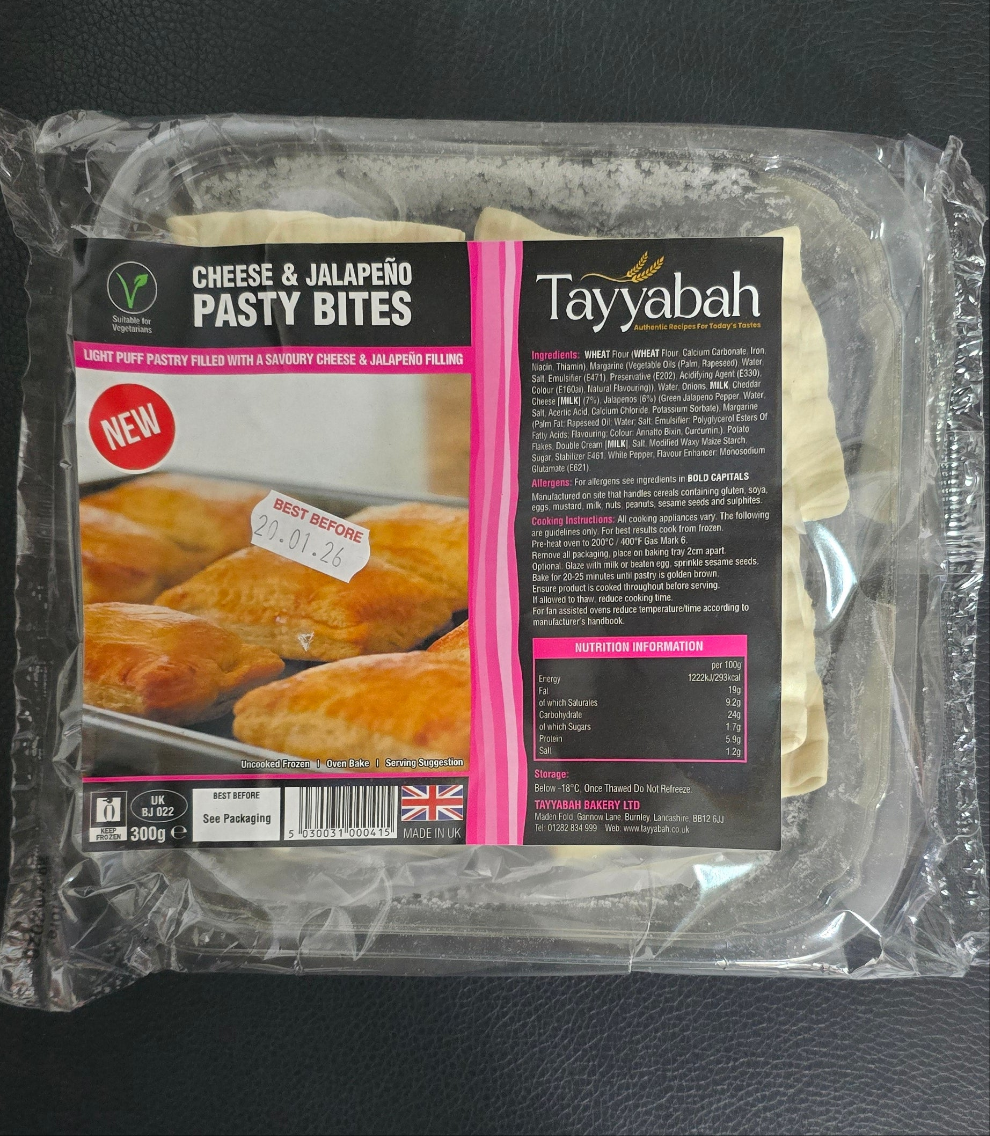 Suitable for
Vegetarians
CHEESE & JALAPEÑO
PASTY BITES
LIGHT PUFF PASTRY FILLED WITH A SAVOURY CHEESE & JALAPEÑO FILLING
NEW
BEST BEFORE
20.01.26
Uncooked Frozen | Oven Bake | Serving Suggestion
KEEP
FROZEN
UK
BJ 022
300g ℮
BEST BEFORE
See Packaging
5 030031 000415
MADE IN UK
Tayyabah
Authentic Recipes For Today's Tastes
Ingredients: WHEAT Flour (WHEAT Flour, Calcium Carbonate, Iron,
Niacin, Thiamin), Margarine (Vegetable Oils (Palm, Rapeseed), Water,
Salt, Emulsifier (E471), Preservative (E202), Acidifying Agent (E330),
Colour (E160aii), Natural Flavouring)), Water, Onions, MILK, Cheddar
Cheese [MILK] (7%), Jalapenos (6%) (Green Jalapeno Pepper, Water,
Salt, Acertic Acid, Calcium Chloride, Potassium Sorbate), Margarine
(Palm Fat; Rapeseed Oil; Water; Salt; Emulsifier: Polyglycerol Esters Of
Fatty Acids, Flavouring; Colour: Annatto Bixin, Curcumin.), Potato
Flakes, Double Cream [MILK], Salt, Modified Waxy Maize Starch,
Sugar, Stabilizer E461, White Pepper, Flavour Enhancer: Monosodium
Glutamate (E621).
Allergens: For allergens see ingredients in BOLD CAPITALS
Manufactured on site that handles cereals containing gluten, soya,
eggs, mustard, milk, nuts, peanuts, sesame seeds and sulphites.
Cooking Instructions: All cooking appliances vary. The following
are guidelines only. For best results cook from frozen.
Pre-heat oven to 200°C / 400°F Gas Mark 6.
Remove all packaging, place on baking tray 2cm apart.
Optional: Glaze with milk or beaten egg, sprinkle sesame seeds.
Bake for 20-25 minutes until pastry is golden brown.
Ensure product is cooked throughout before serving.
If allowed to thaw, reduce cooking time.
For fan assisted ovens reduce temperature/time according to
manufacturer's handbook.
NUTRITION INFORMATION
per 100g
Energy 1222kJ/293kcal
Fat 19g
of which Saturates 9.2g
Carbohydrate 24g
of which Sugars 1.7g
Protein 5.9g
Salt 1.2g
Storage:
Below -18°C. Once Thawed Do Not Refreeze.
TAYYABAH BAKERY LTD
Maden Fold, Gannow Lane, Burnley, Lancashire, BB12 6JJ
Tel: 01282 834 999 Web: www.tayyabah.co.uk